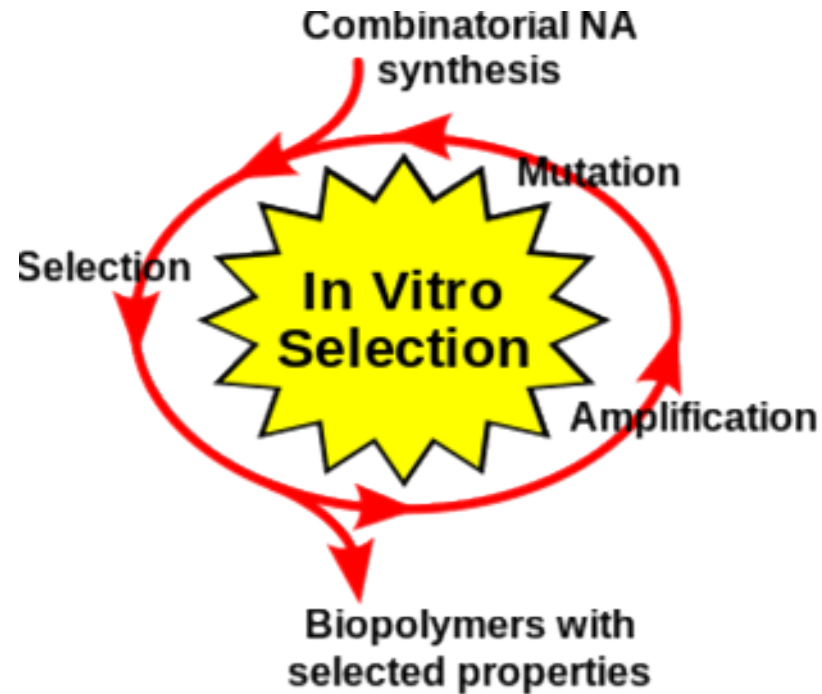 Combinatorial NA
synthesis
Mutation
Selection
In Vitro
Selection
Amplification
Biopolymers with
selected properties